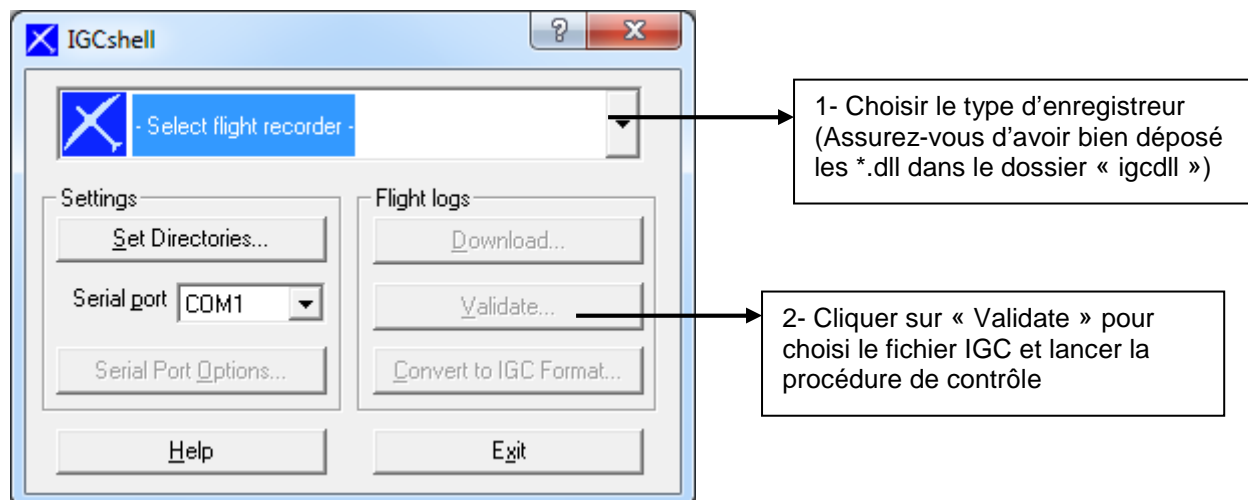 IGCshell
- Select flight recorder -
1- Choisir le type d’enregistreur
(Assurez-vous d’avoir bien déposé
les *.dll dans le dossier « igcdll »)
Settings
Set Directories...
Serial port COM1
Serial Port Options...
Flight logs
Download...
Validate...
Convert to IGC Format...
2- Cliquer sur « Validate » pour
choisi le fichier IGC et lancer la
procédure de contrôle
Help
Exit